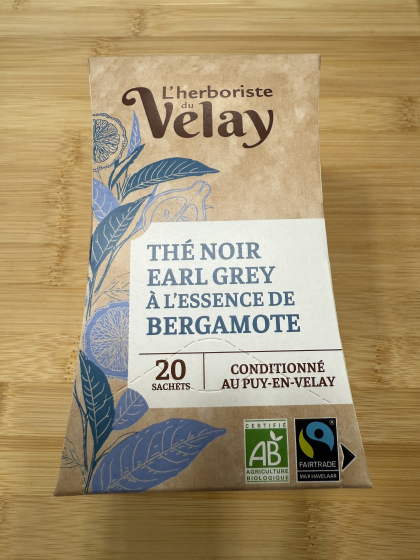 L'herboriste
du
Velay
THÉ NOIR
EARL GREY
À L'ESSENCE DE
BERGAMOTE
20
SACHETS
CONDITIONNÉ
AU PUY-EN-VELAY
CERTIFIÉ
AB
AGRICULTURE
BIOLOGIQUE
FAIRTRADE
MAX HAVELAAR